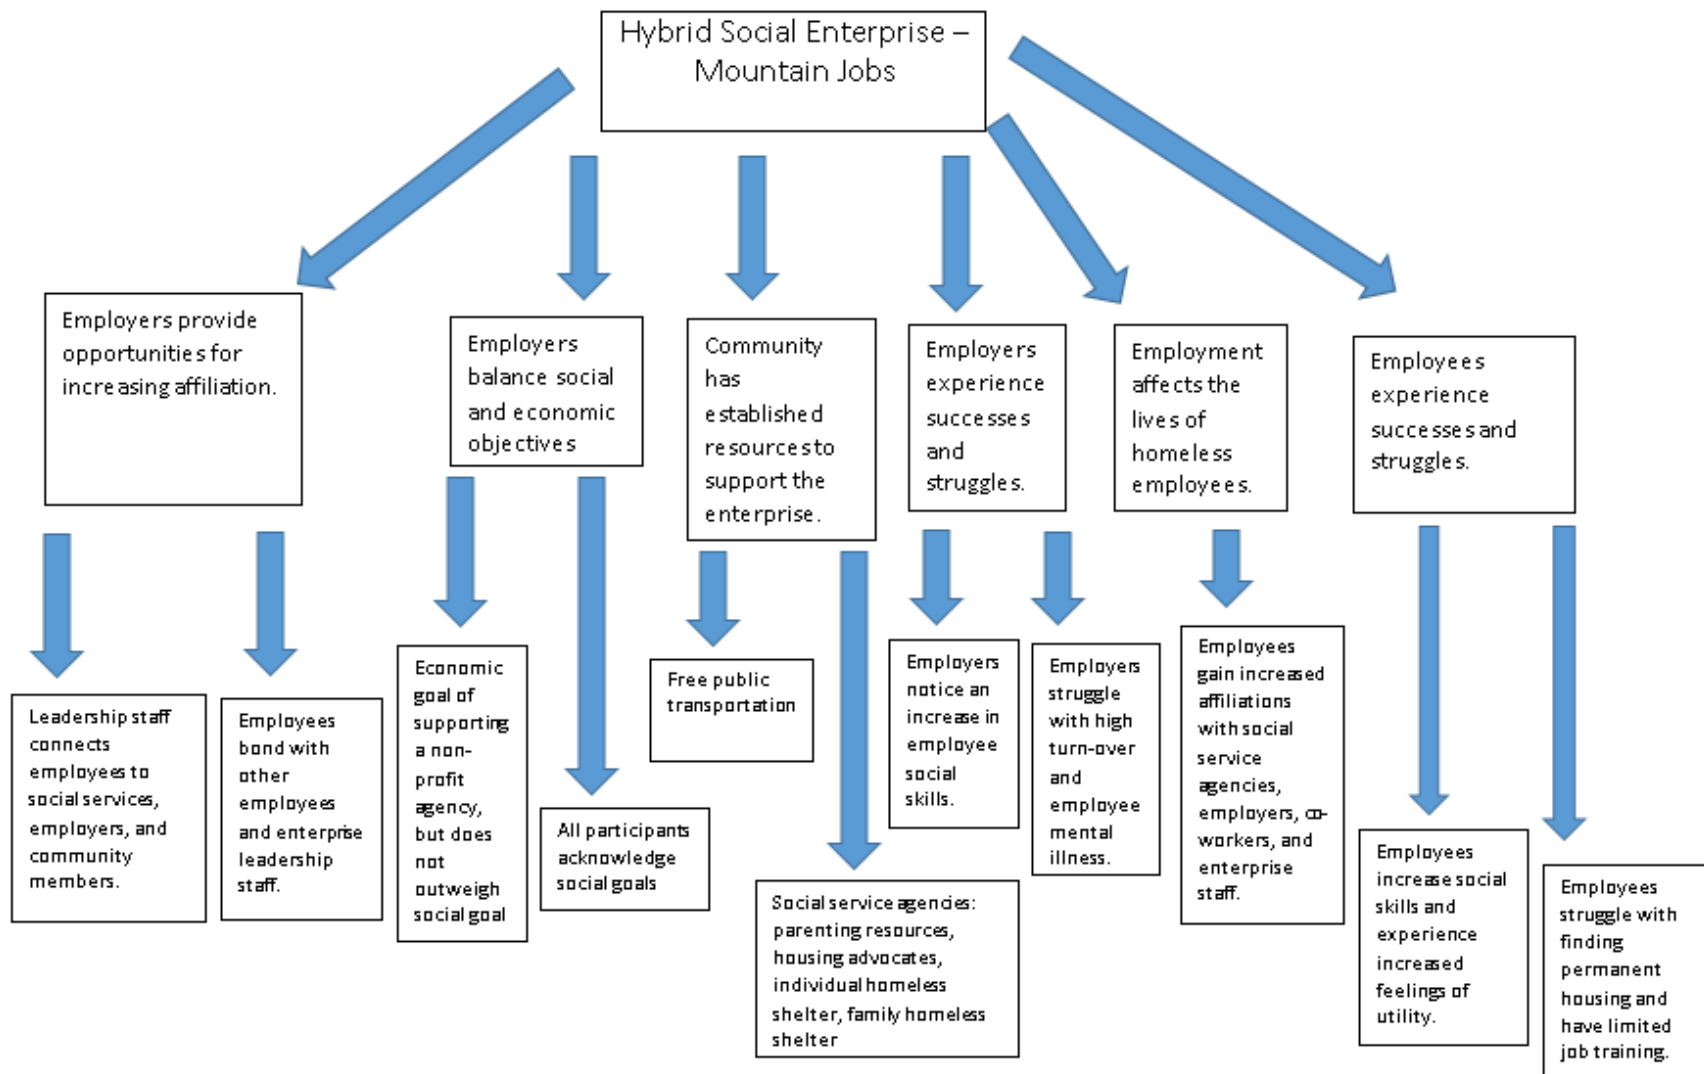 Hybrid Social Enterprise –
Mountain Jobs
Employers provide
opportunities for
increasing affiliation.
Employers
balance social
and economic
objectives
Community
has
established
resources to
support the
enterprise.
Employers
experience
successes
and
struggles.
Employment
affects the
lives of
homeless
employees.
Employees
experience
successes and
struggles.
Leadership staff
connects
employees to
social services,
employers, and
community
members.
Employees
bond with
other
employees
and enterprise
leadership
staff.
Economic
goal of
supporting
a non-
profit
agency,
but does
not
outweigh
social goal
All participants
acknowledge
social goals
Free public
transportation
Social service agencies:
parenting resources,
housing advocates,
individual homeless
shelter, family homeless
shelter
Employers
notice an
increase in
employee
social
skills.
Employers
struggle
with high
turn-over
and
employee
mental
illness.
Employees
gain increased
affiliations
with social
service
agencies,
employers, co-
workers, and
enterprise
staff.
Employees
increase social
skills and
experience
increased
feelings of
utility.
Employees
struggle with
finding
permanent
housing and
have limited
job training.